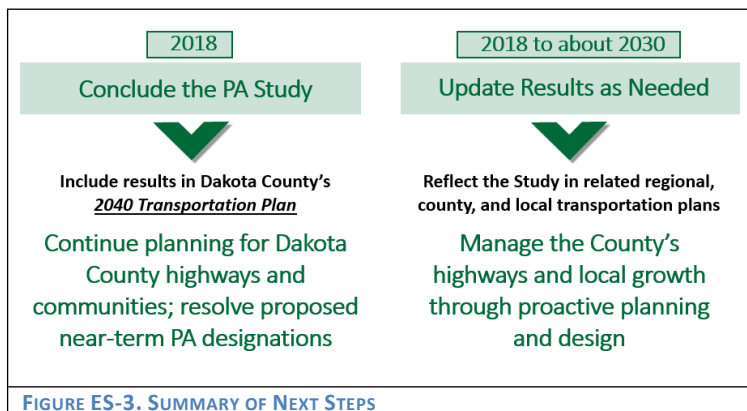 2018
Conclude the PA Study
Include results in Dakota County's
2040 Transportation Plan
Continue planning for Dakota
County highways and
communities; resolve proposed
near-term PA designations
2018 to about 2030
Update Results as Needed
Reflect the Study in related regional,
county, and local transportation plans
Manage the County's
highways and local growth
through proactive planning
and design
FIGURE ES-3. SUMMARY OF NEXT STEPS